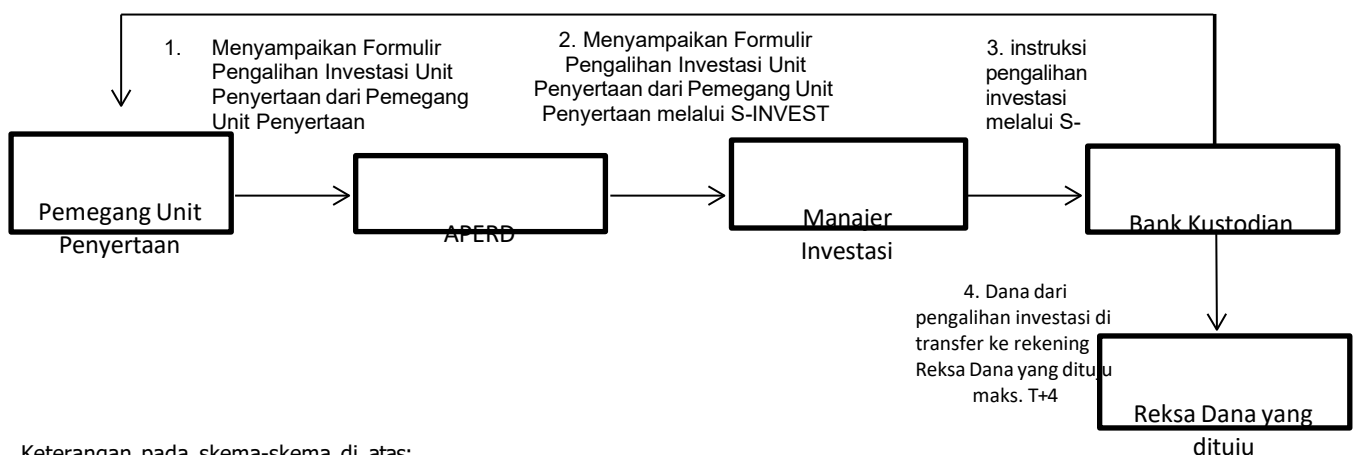 1. Menyampaikan Formulir
Pengalihan Investasi Unit
Penyertaan dari Pemegang
Unit Penyertaan
2. Menyampaikan Formulir
Pengalihan Investasi Unit
Penyertaan dari Pemegang Unit
Penyertaan melalui S-INVEST
3. instruksi
pengalihan
investasi
melalui S-
Pemegang Unit
Penyertaan
APERD
Manajer
Investasi
Bank Kustodian
4. Dana dari
pengalihan investasi di
transfer ke rekening
Reksa Dana yang dituju
maks. T+4
Reksa Dana yang
dituju
Keterangan pada skema-skema di atas: